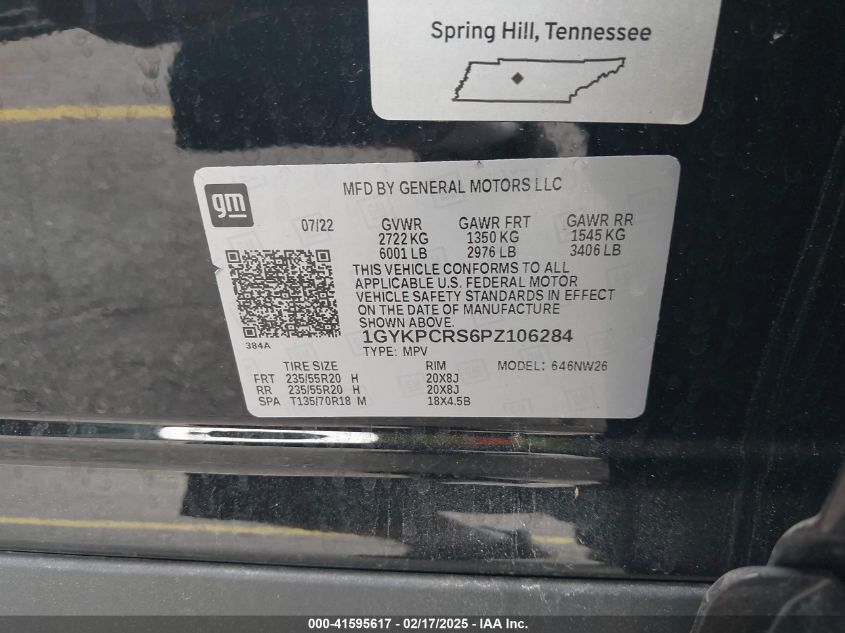 Spring Hill, Tennessee
gm
MFD BY GENERAL MOTORS LLC
07/22 GVWR GAWR FRT GAWR RR
2722 KG 1350 KG 1545 KG
6001 LB 2976 LB 3406 LB
THIS VEHICLE CONFORMS TO ALL
APPLICABLE U.S. FEDERAL MOTOR
VEHICLE SAFETY STANDARDS IN EFFECT
ON THE DATE OF MANUFACTURE
SHOWN ABOVE.
1GYKPCRS6PZ106284
384A
TYPE: MPV MODEL: 646NW26
TIRE SIZE RIM
FRT 235/55R20 H 20X8J
RR 235/55R20 H 20X8J
SPA T135/70R18 M 18X4.5B
000-41595617 - 02/17/2025 - IAA Inc.